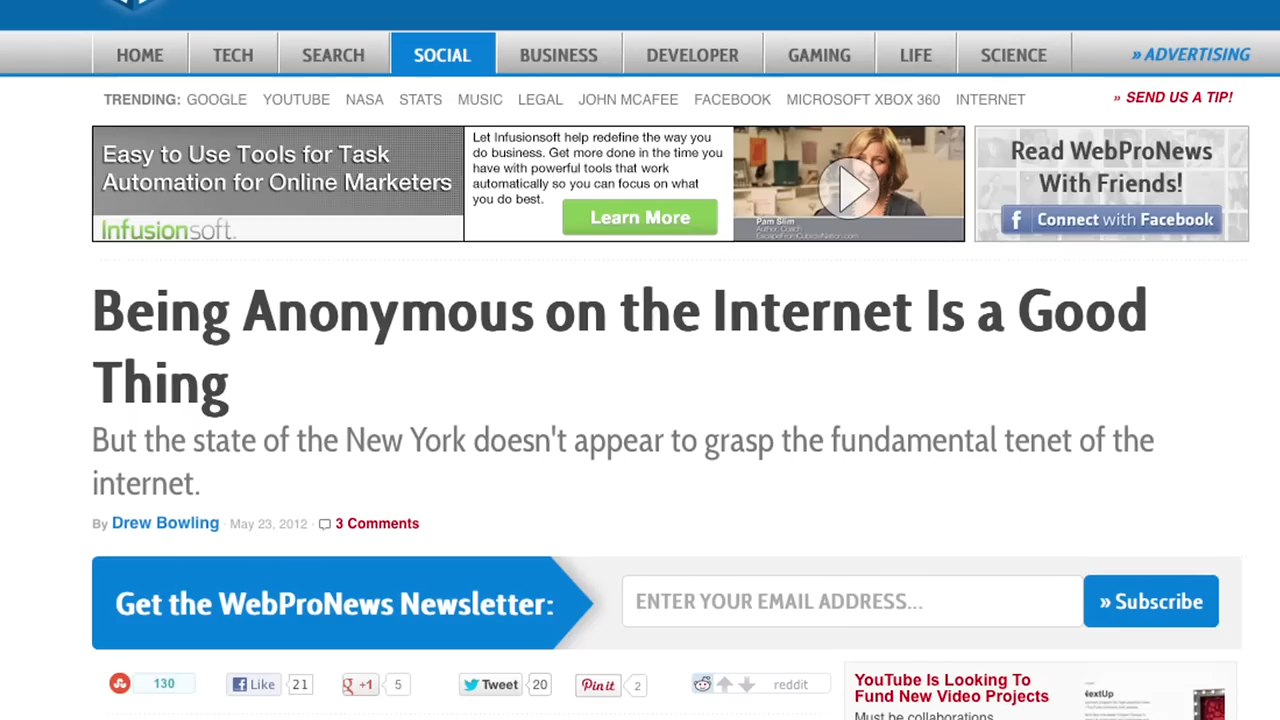 HOME TECH SEARCH SOCIAL BUSINESS DEVELOPER GAMING LIFE SCIENCE » ADVERTISING
TRENDING: GOOGLE YOUTUBE NASA STATS MUSIC LEGAL JOHN MCAFEE FACEBOOK MICROSOFT XBOX 360 INTERNET » SEND US A TIP!
Easy to Use Tools for Task
Automation for Online Marketers
Infusionsoft.
Let Infusionsoft help redefine the way you
do business. Get more done in the time you
have with powerful tools that work
automatically so you can focus on what
you do best.
Learn More
Pam Slim
Author, Coach
EscapeFromCubicleNation.com
Read WebProNews
With Friends!
f Connect with Facebook
Being Anonymous on the Internet Is a Good
Thing
But the state of the New York doesn't appear to grasp the fundamental tenet of the
internet.
By Drew Bowling · May 23, 2012 · 3 Comments
Get the WebProNews Newsletter:
ENTER YOUR EMAIL ADDRESS...
» Subscribe
130 Like 21 g +1 5 Tweet 20 Pin it 2 reddit
YouTube Is Looking To
Fund New Video Projects
Must be collaborations
NextUp